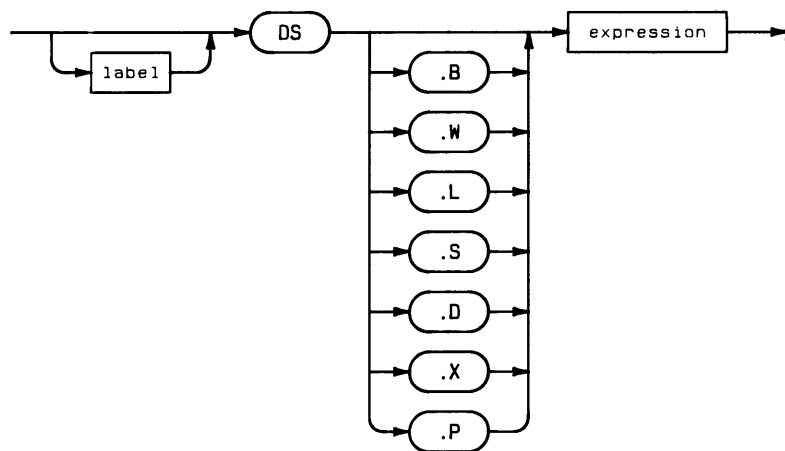 DS
expression
label
.B
.W
.L
.S
.D
.X
.P